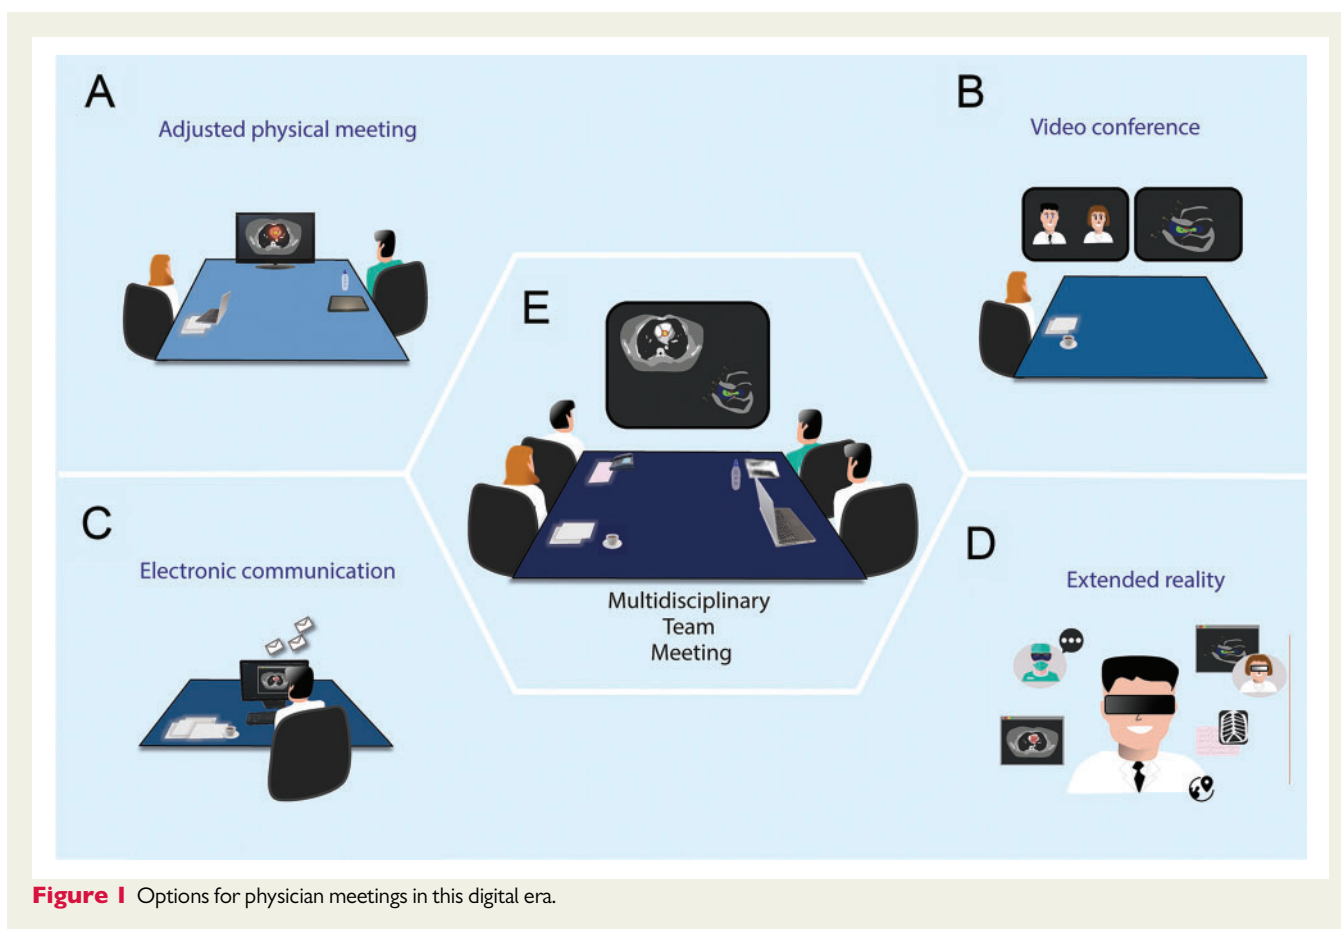 A
Adjusted physical meeting
B
Video conference
E
Multidisciplinary
Team
Meeting
C
Electronic communication
D
Extended reality
Figure 1 Options for physician meetings in this digital era.